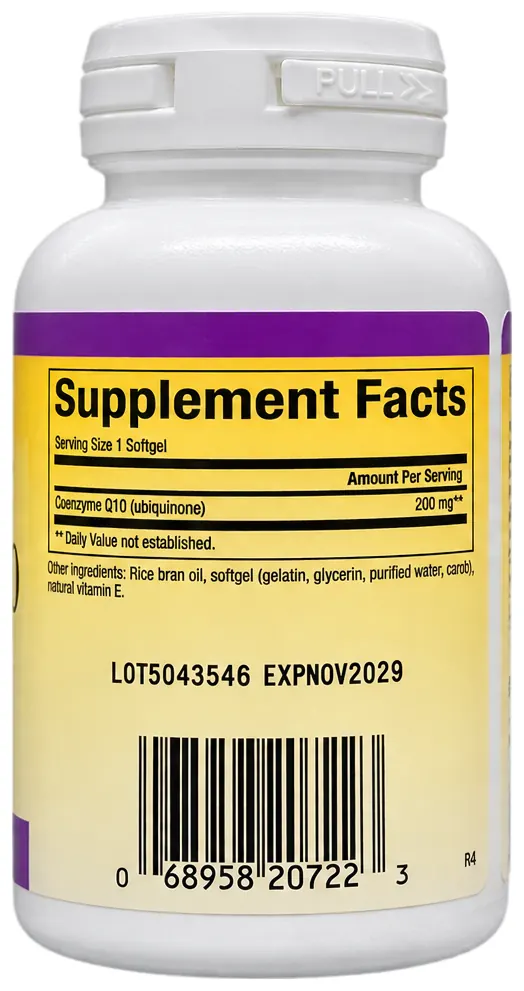 PULL >>
Supplement Facts
Serving Size 1 Softgel
Amount Per Serving
Coenzyme Q10 (ubiquinone) 200 mg**
** Daily Value not established.
Other ingredients: Rice bran oil, softgel (gelatin, glycerin, purified water, carob),
natural vitamin E.
LOT5043546 EXPNOV2029
0 68958 20722 3
R4